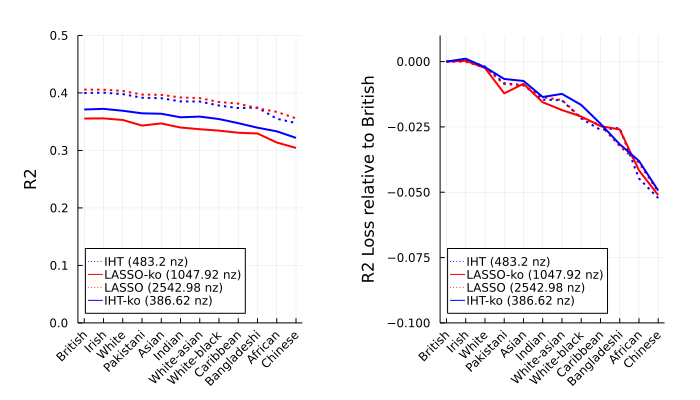 R2
0.5
0.4
0.3
0.2
0.1
0.0
IHT (483.2 nz)
LASSO-ko (1047.92 nz)
LASSO (2542.98 nz)
IHT-ko (386.62 nz)
British
Irish
White
Pakistani
Asian
Indian
White-asian
White-black
Caribbean
Bangladeshi
African
Chinese
R2 Loss relative to British
0.000
−0.025
−0.050
−0.075
−0.100
IHT (483.2 nz)
LASSO-ko (1047.92 nz)
LASSO (2542.98 nz)
IHT-ko (386.62 nz)
British
Irish
White
Pakistani
Asian
Indian
White-asian
White-black
Caribbean
Bangladeshi
African
Chinese